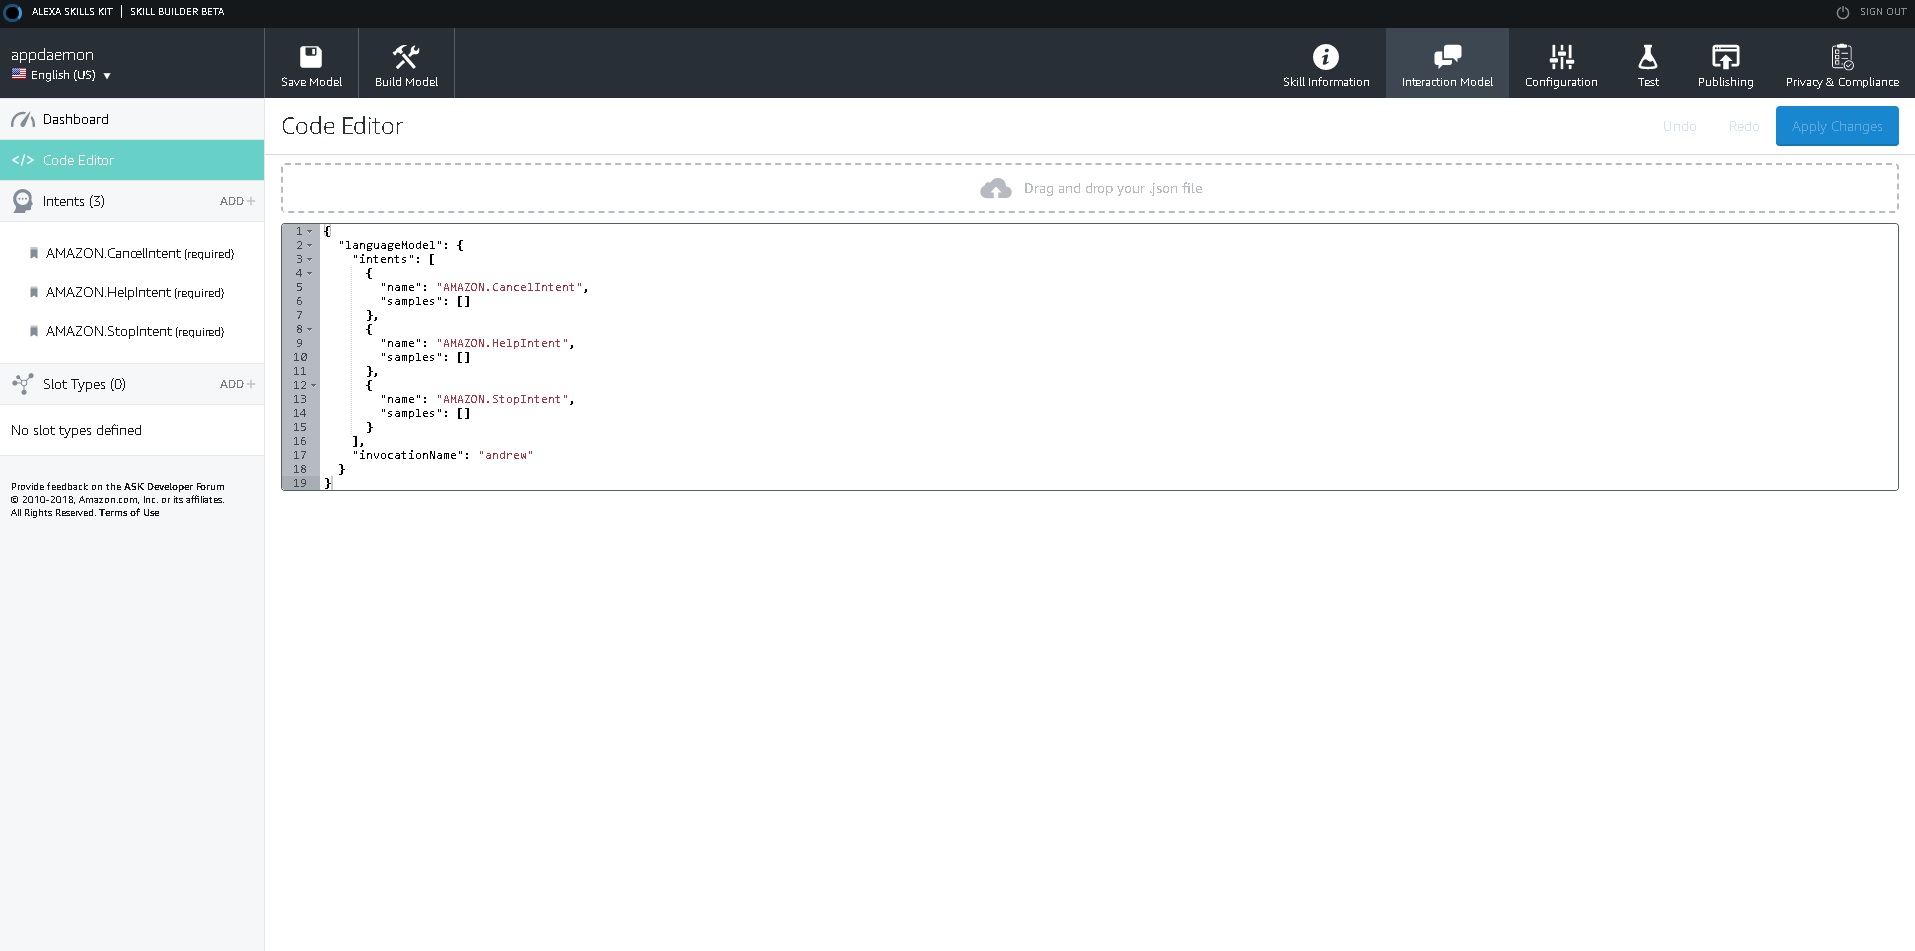 ALEXA SKILLS KIT | SKILL BUILDER BETA
SIGN OUT
appdaemon
English (US) ▼
Save Model
Build Model
Skill Information
Interaction Model
Configuration
Test
Publishing
Privacy & Compliance
Dashboard
</> Code Editor
Intents (3)
ADD +
AMAZON.CancelIntent (required)
AMAZON.HelpIntent (required)
AMAZON.StopIntent (required)
Slot Types (0)
ADD +
No slot types defined
Provide feedback on the ASK Developer Forum
© 2010-2018, Amazon.com, Inc. or its affiliates.
All Rights Reserved. Terms of Use
Code Editor
Undo
Redo
Apply Changes
Drag and drop your .json file
1 {
2 "languageModel": {
3 "intents": [
4 {
5 "name": "AMAZON.CancelIntent",
6 "samples": []
7 },
8 {
9 "name": "AMAZON.HelpIntent",
10 "samples": []
11 },
12 {
13 "name": "AMAZON.StopIntent",
14 "samples": []
15 }
16 ],
17 "invocationName": "andrew"
18 }
19 }